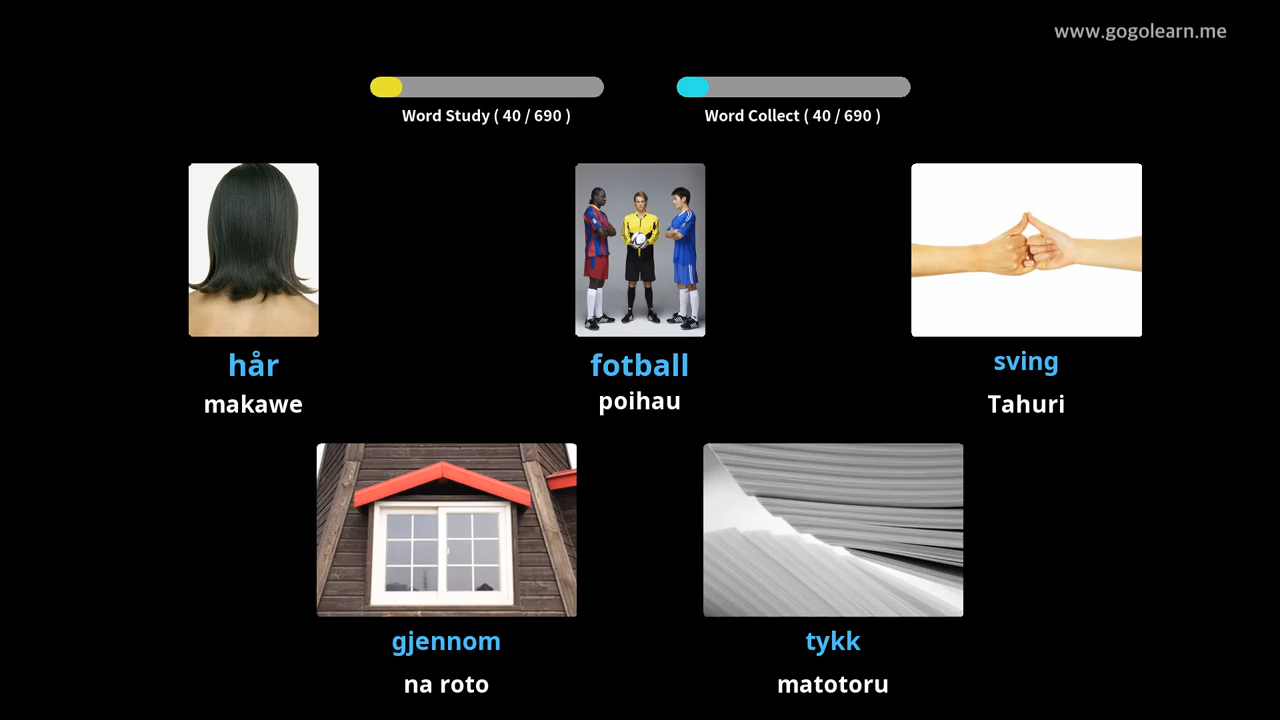 www.gogolearn.me
Word Study ( 40 / 690 )
Word Collect ( 40 / 690 )
hår
fotball
sving
makawe
poihau
Tahuri
gjennom
tykk
na roto
matotoru